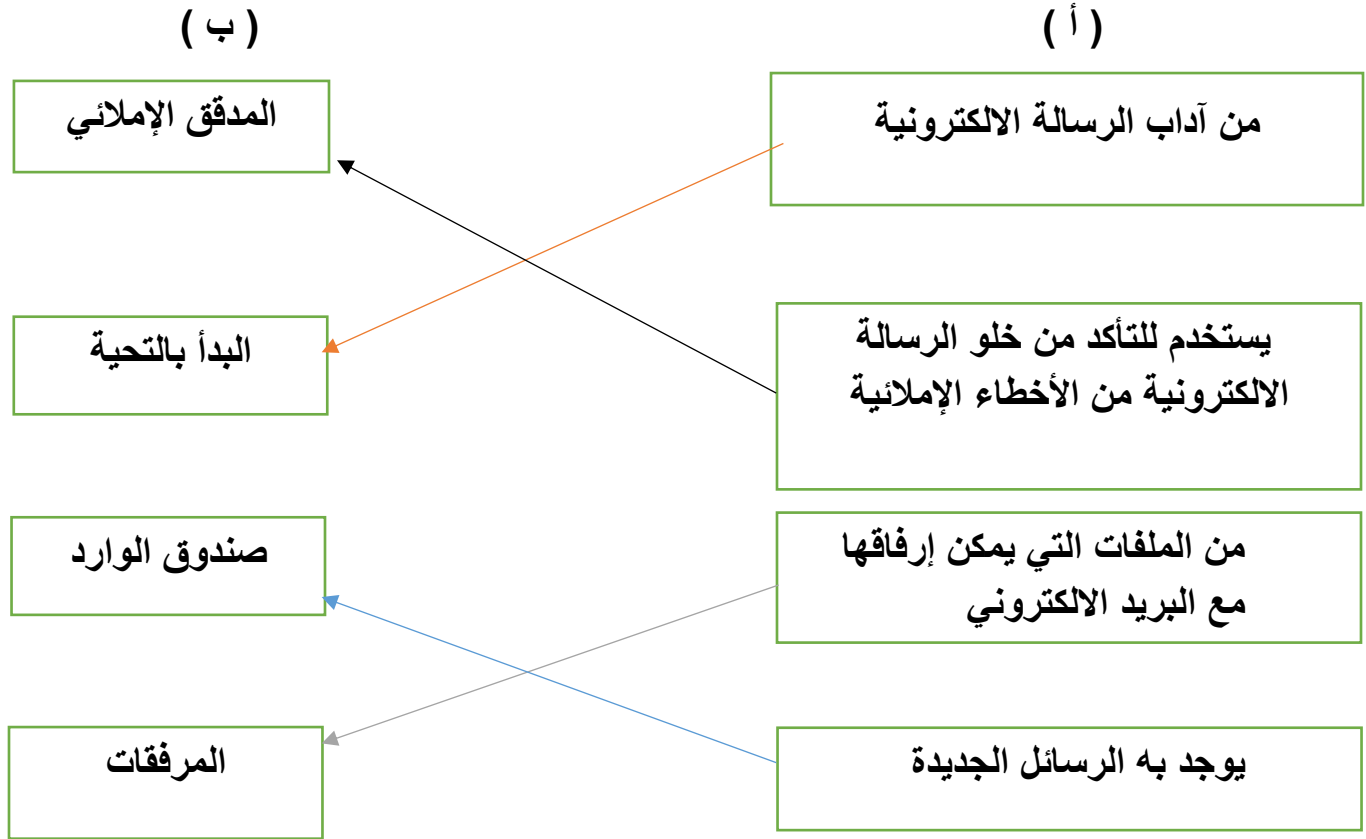 ( أ )
( ب )
من آداب الرسالة الالكترونية
المدقق الإملائي
يستخدم للتأكد من خلو الرسالة
الالكترونية من الأخطاء الإملائية
البدأ بالتحية
من الملفات التي يمكن إرفاقها
مع البريد الالكتروني
صندوق الوارد
يوجد به الرسائل الجديدة
المرفقات